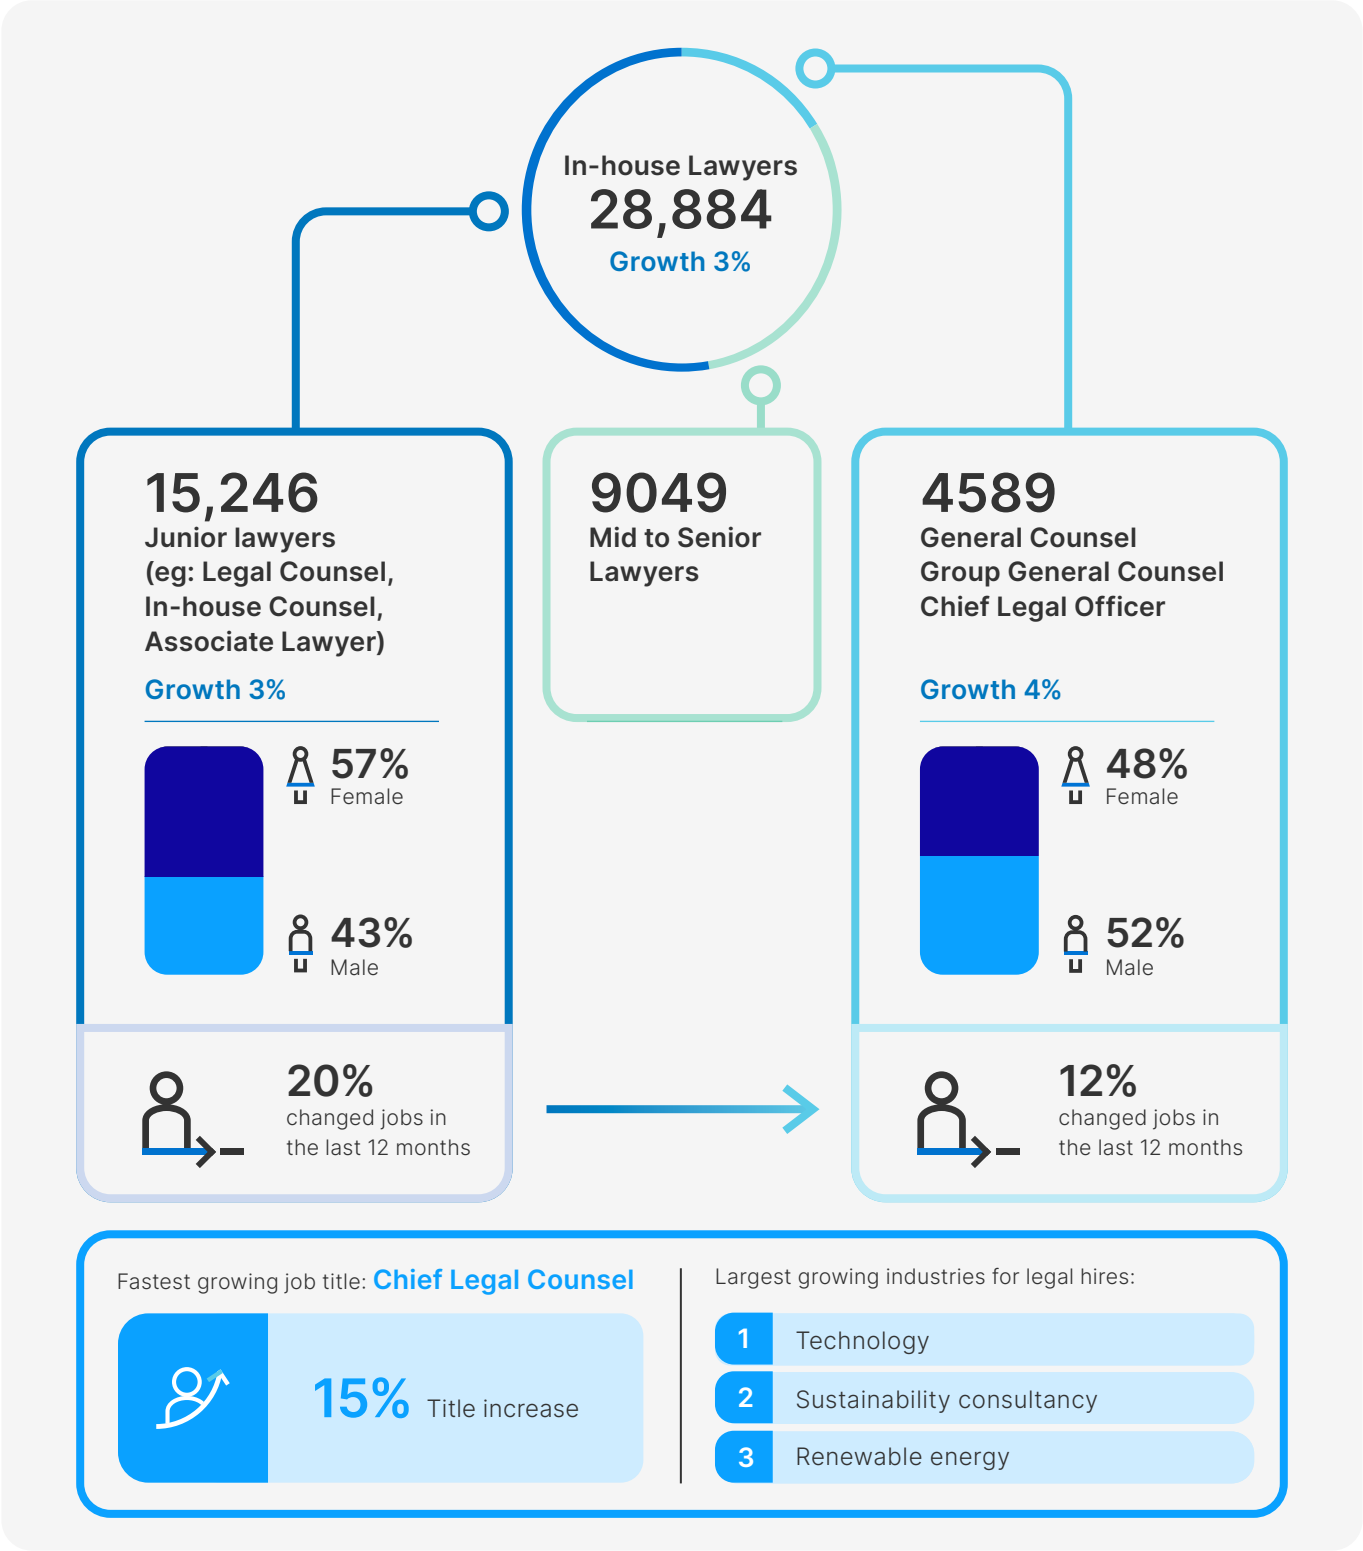 In-house Lawyers
28,884
Growth 3%
15,246
Junior lawyers
(eg: Legal Counsel,
In-house Counsel,
Associate Lawyer)
Growth 3%
57%
Female
43%
Male
20%
changed jobs in
the last 12 months
9049
Mid to Senior
Lawyers
4589
General Counsel
Group General Counsel
Chief Legal Officer
Growth 4%
48%
Female
52%
Male
12%
changed jobs in
the last 12 months
Fastest growing job title: Chief Legal Counsel
15% Title increase
Largest growing industries for legal hires:
1 Technology
2 Sustainability consultancy
3 Renewable energy